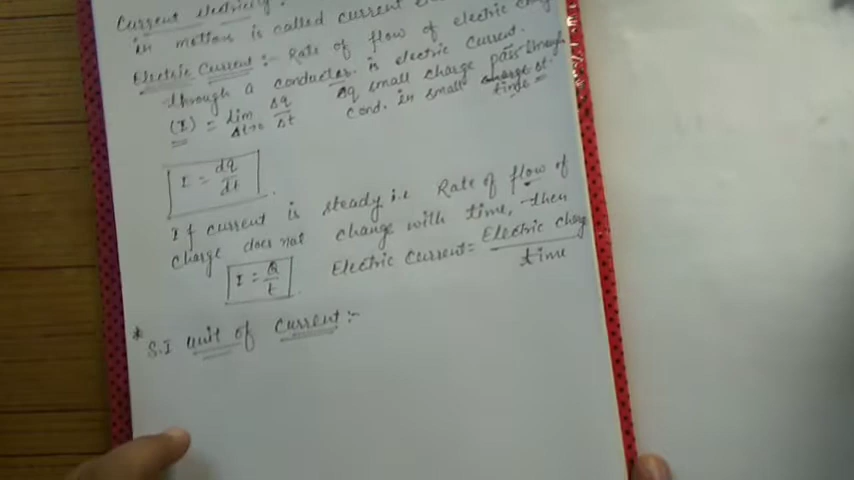 Current electricity :
in motion is called current
Electric Current :- Rate of flow of electric
through a conductor. is electric current.
(I) = lim Δt→0 Δq/Δt Δq small charge pass through
cond. in small time
I = dq/dt
If current is steady i.e Rate of flow of
charge does not change with time, then
I = Q/t Electric Current = Electric charge/time
* S.I unit of current :-